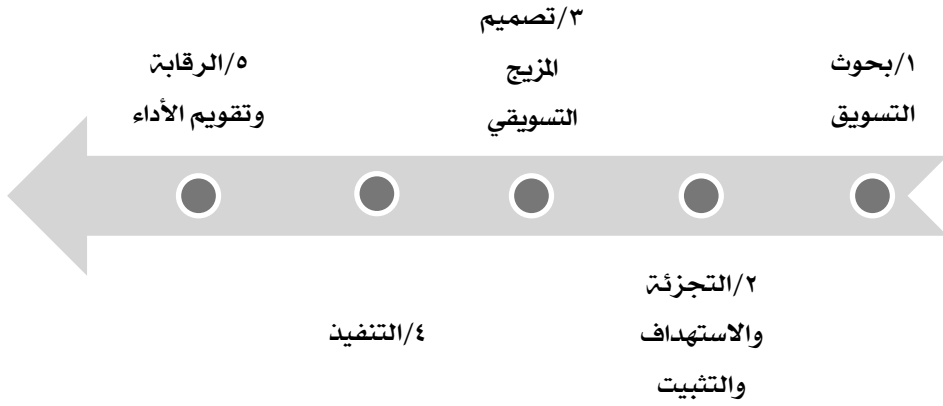 ١/بحوث
التسويق
٢/التجزئة
والاستهداف
والتثبيت
٣/تصميم
المزيج
التسويقي
٤/التنفيذ
٥/الرقابة
وتقويم الأداء